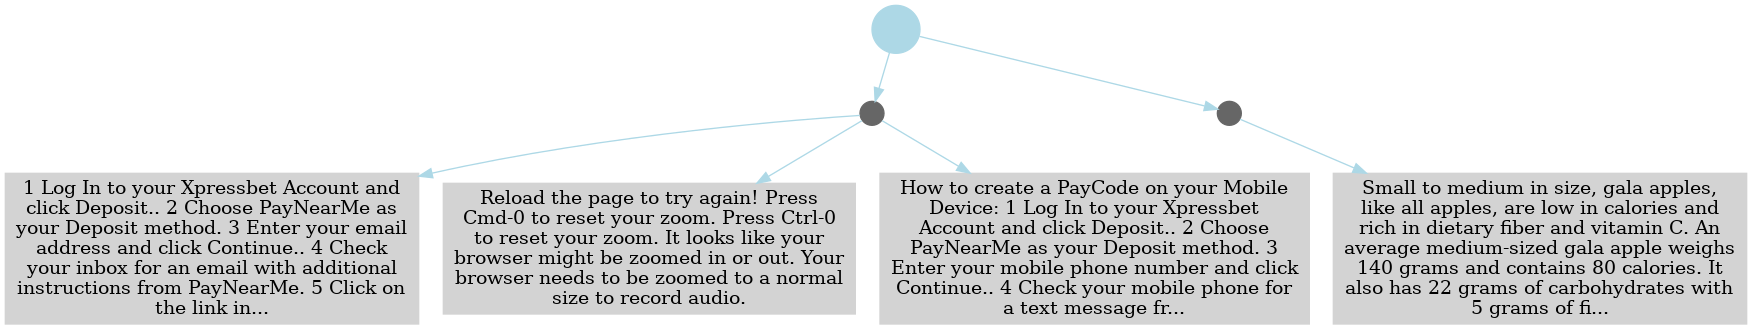 1 Log In to your Xpressbet Account and
click Deposit.. 2 Choose PayNearMe as
your Deposit method. 3 Enter your email
address and click Continue.. 4 Check
your inbox for an email with additional
instructions from PayNearMe. 5 Click on
the link in...
Reload the page to try again! Press
Cmd-0 to reset your zoom. Press Ctrl-0
to reset your zoom. It looks like your
browser might be zoomed in or out. Your
browser needs to be zoomed to a normal
size to record audio.
How to create a PayCode on your Mobile
Device: 1 Log In to your Xpressbet
Account and click Deposit.. 2 Choose
PayNearMe as your Deposit method. 3
Enter your mobile phone number and click
Continue.. 4 Check your mobile phone for
a text message fr...
Small to medium in size, gala apples,
like all apples, are low in calories and
rich in dietary fiber and vitamin C. An
average medium-sized gala apple weighs
140 grams and contains 80 calories. It
also has 22 grams of carbohydrates with
5 grams of fi...